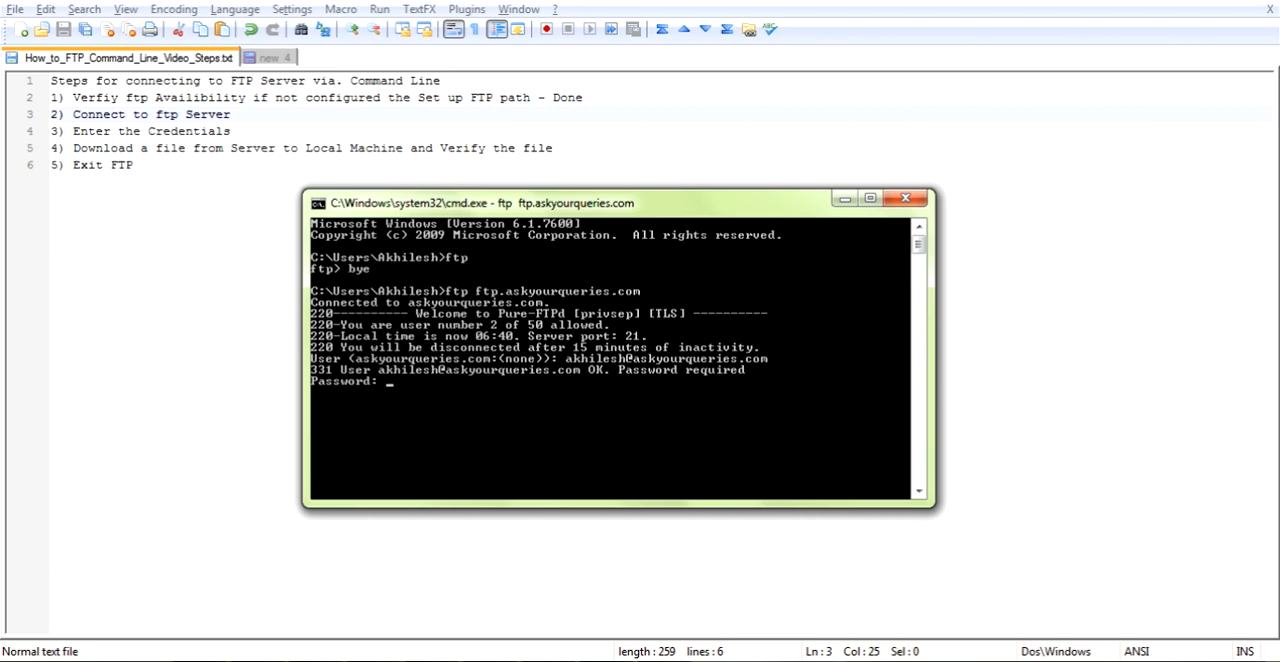 File Edit Search View Encoding Language Settings Macro Run TextFX Plugins Window ? X
How_to_FTP_Command_Line_Video_Steps.txt new 4
1 Steps for connecting to FTP Server via. Command Line
2 1) Verfiy ftp Availibility if not configured the Set up FTP path - Done
3 2) Connect to ftp Server
4 3) Enter the Credentials
5 4) Download a file from Server to Local Machine and Verify the file
6 5) Exit FTP
C:\Windows\system32\cmd.exe - ftp ftp.askyourqueries.com
Microsoft Windows [Version 6.1.7600]
Copyright (c) 2009 Microsoft Corporation. All rights reserved.
C:\Users\Akhilesh>ftp
ftp> bye
C:\Users\Akhilesh>ftp ftp.askyourqueries.com
Connected to askyourqueries.com.
220---------- Welcome to Pure-FTPd [privsep] [TLS] ----------
220-You are user number 2 of 50 allowed.
220-Local time is now 06:40. Server port: 21.
220 You will be disconnected after 15 minutes of inactivity.
User (askyourqueries.com:(none)): akhilesh@askyourqueries.com
331 User akhilesh@askyourqueries.com OK. Password required
Password: _
Normal text file length : 259 lines : 6 Ln : 3 Col : 25 Sel : 0 Dos\Windows ANSI INS